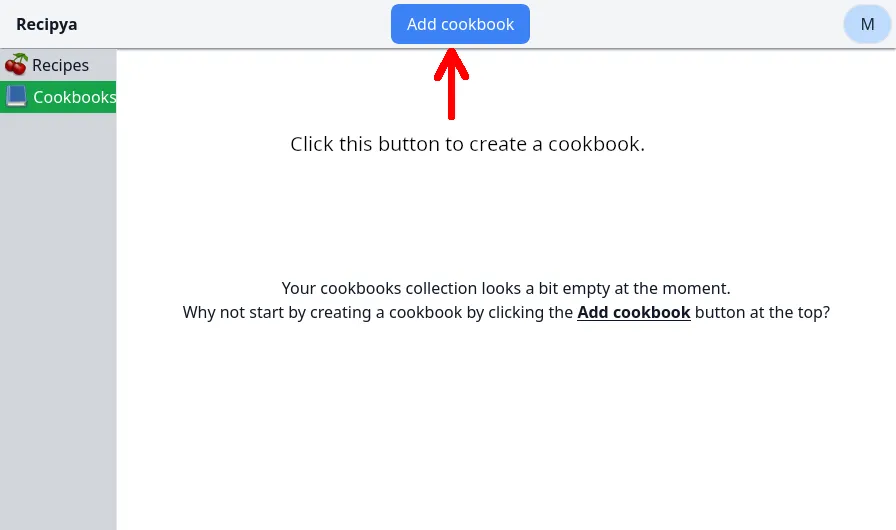 Recipya
Add cookbook
M
Recipes
Cookbooks
Click this button to create a cookbook.
Your cookbooks collection looks a bit empty at the moment.
Why not start by creating a cookbook by clicking the Add cookbook button at the top?